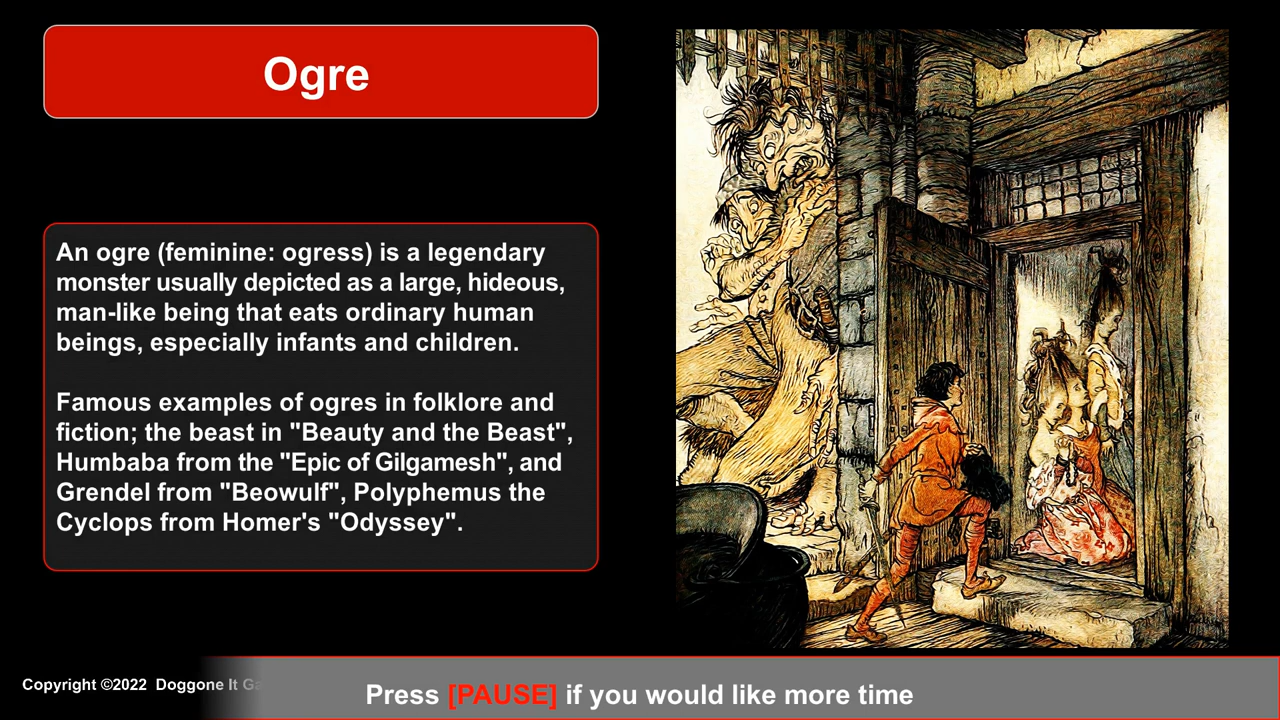 Ogre
An ogre (feminine: ogress) is a legendary
monster usually depicted as a large, hideous,
man-like being that eats ordinary human
beings, especially infants and children.
Famous examples of ogres in folklore and
fiction; the beast in "Beauty and the Beast",
Humbaba from the "Epic of Gilgamesh", and
Grendel from "Beowulf", Polyphemus the
Cyclops from Homer's "Odyssey".
Copyright ©2022 Doggone It
Press [PAUSE] if you would like more time